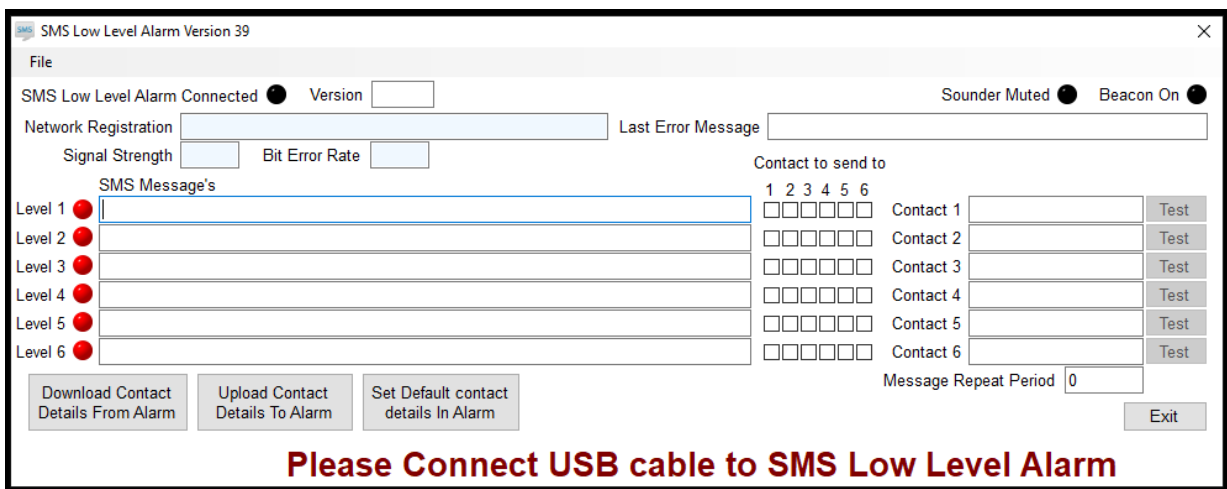 SMS SMS Low Level Alarm Version 39
File
SMS Low Level Alarm Connected Version Sounder Muted Beacon On
Network Registration Last Error Message
Signal Strength Bit Error Rate Contact to send to
SMS Message's 1 2 3 4 5 6
Level 1 Contact 1 Test
Level 2 Contact 2 Test
Level 3 Contact 3 Test
Level 4 Contact 4 Test
Level 5 Contact 5 Test
Level 6 Contact 6 Test
Message Repeat Period 0
Download Contact Upload Contact Set Default contact
Details From Alarm Details To Alarm details In Alarm Exit
Please Connect USB cable to SMS Low Level Alarm